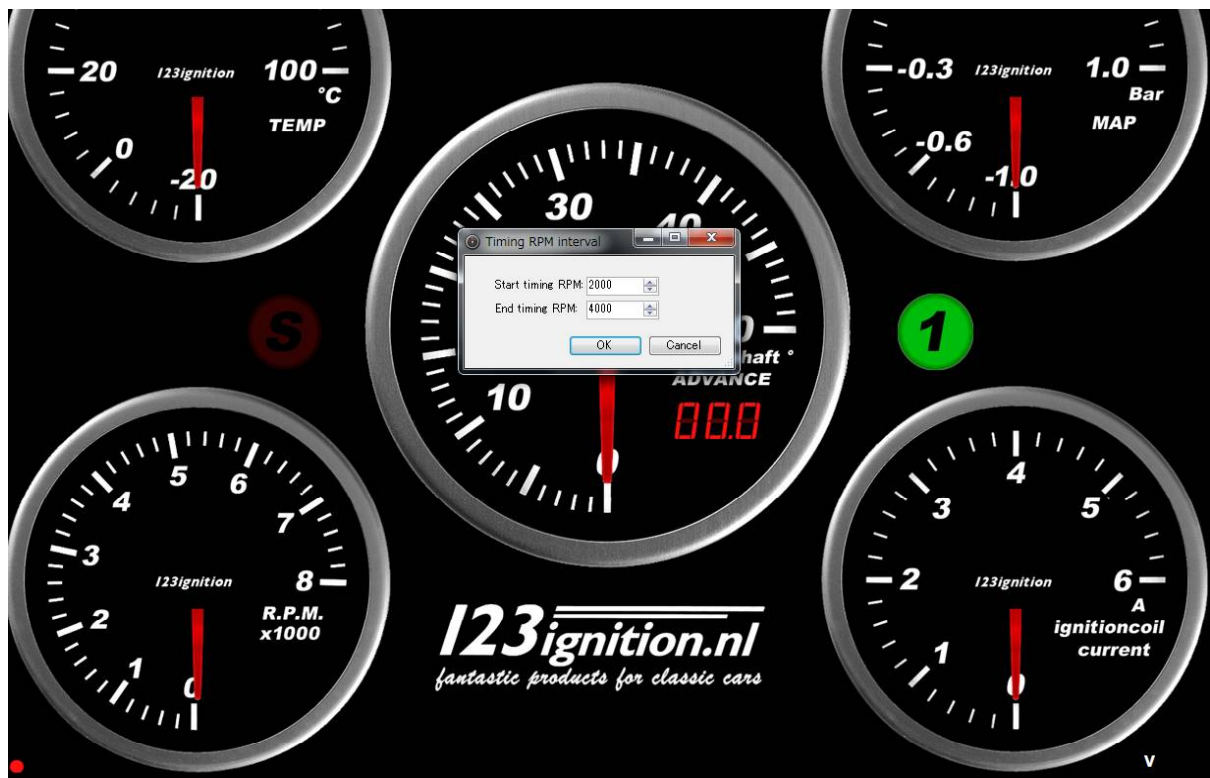 20
123ignition
100
°C
TEMP
0
-20
-0.3
123ignition
1.0
Bar
MAP
-0.6
-1.0
30
40
10
0
haft °
ADVANCE
00.0
0
Timing RPM interval
X
Start timing RPM: 2000
End timing RPM: 4000
OK
Cancel
S
1
5
6
4
7
3
8
123ignition
R.P.M.
x1000
2
1
0
123ignition.nl
fantastic products for classic cars
4
3
5
2
123ignition
6
A
ignitioncoil
current
1
0
V